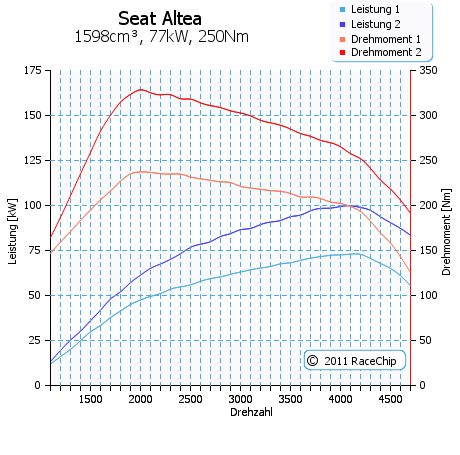 Seat Altea
1598cm³, 77kW, 250Nm
Leistung 1
Leistung 2
Drehmoment 1
Drehmoment 2
175
150
125
100
75
50
25
0
Leistung [kW]
350
300
250
200
150
100
50
0
Drehmoment [Nm]
© 2011 RaceChip
1500 2000 2500 3000 3500 4000 4500
Drehzahl